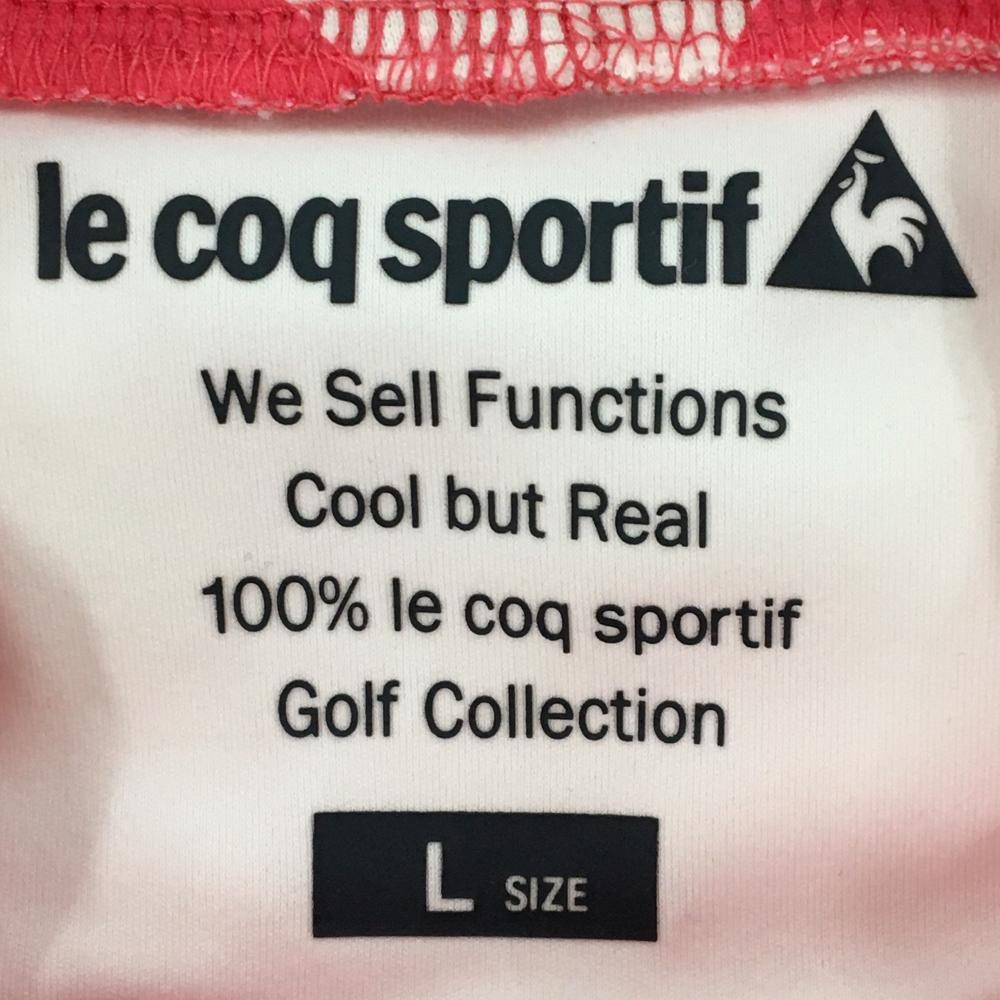 le coq sportif
We Sell Functions
Cool but Real
100% le coq sportif
Golf Collection
L SIZE